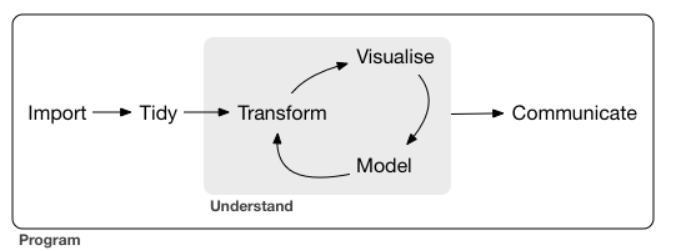 Visualise
Import Tidy Transform Communicate
Model
Understand
Program